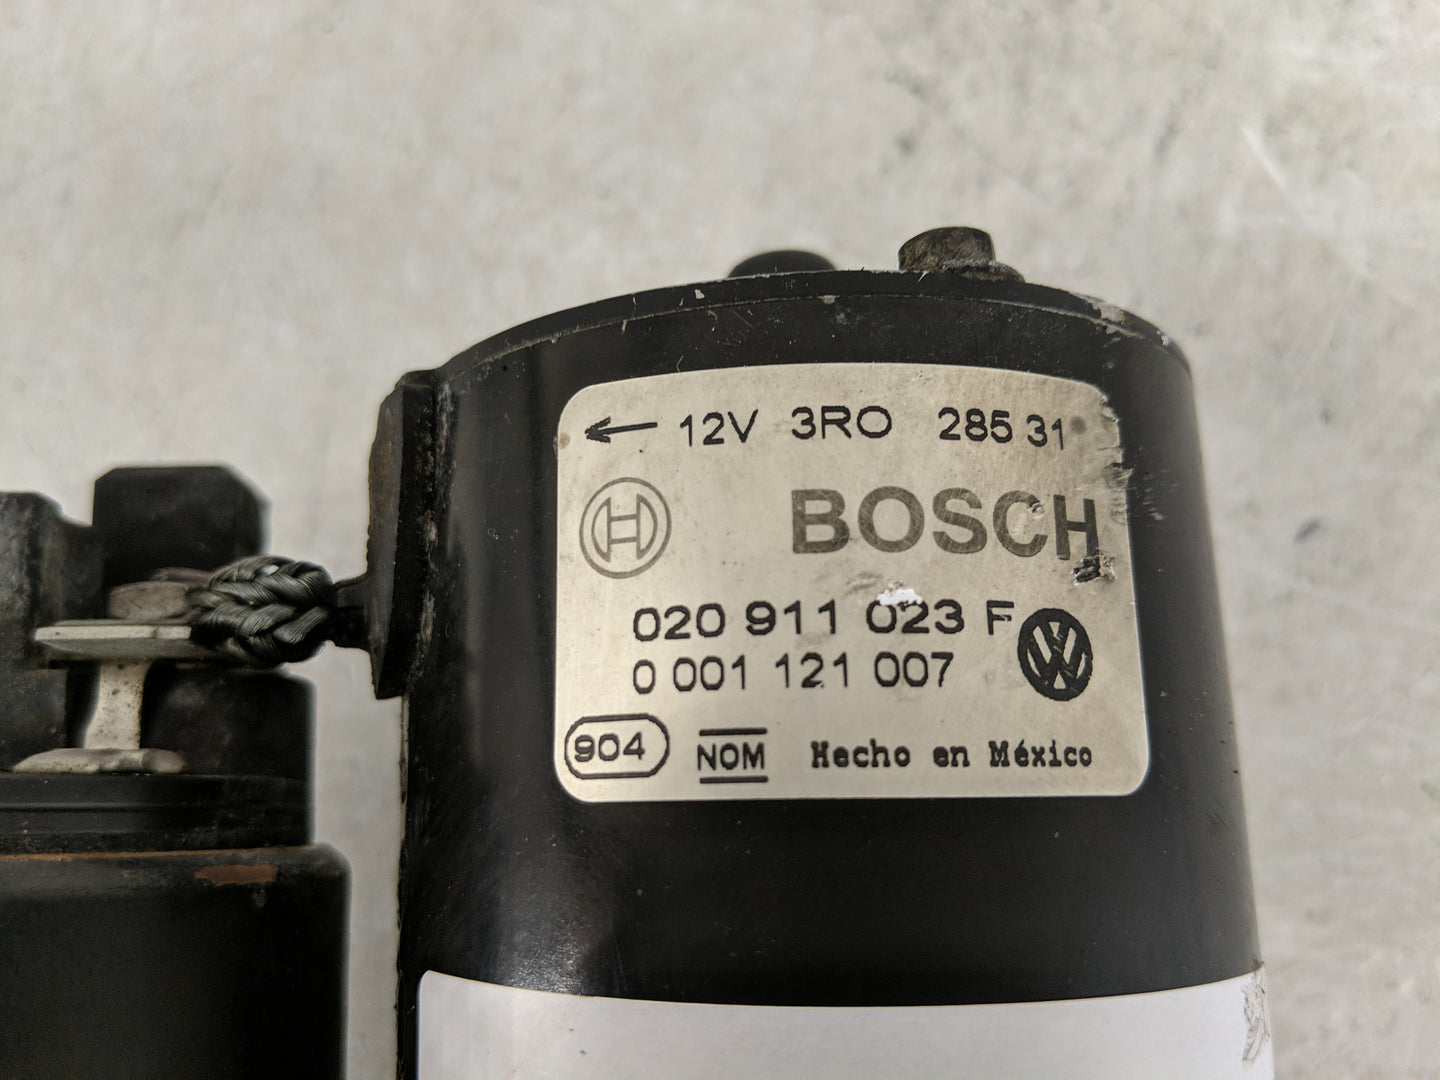 12V 3RO 285 31
BOSCH
020 911 023 F
0 001 121 007
904 NOM Hecho en México